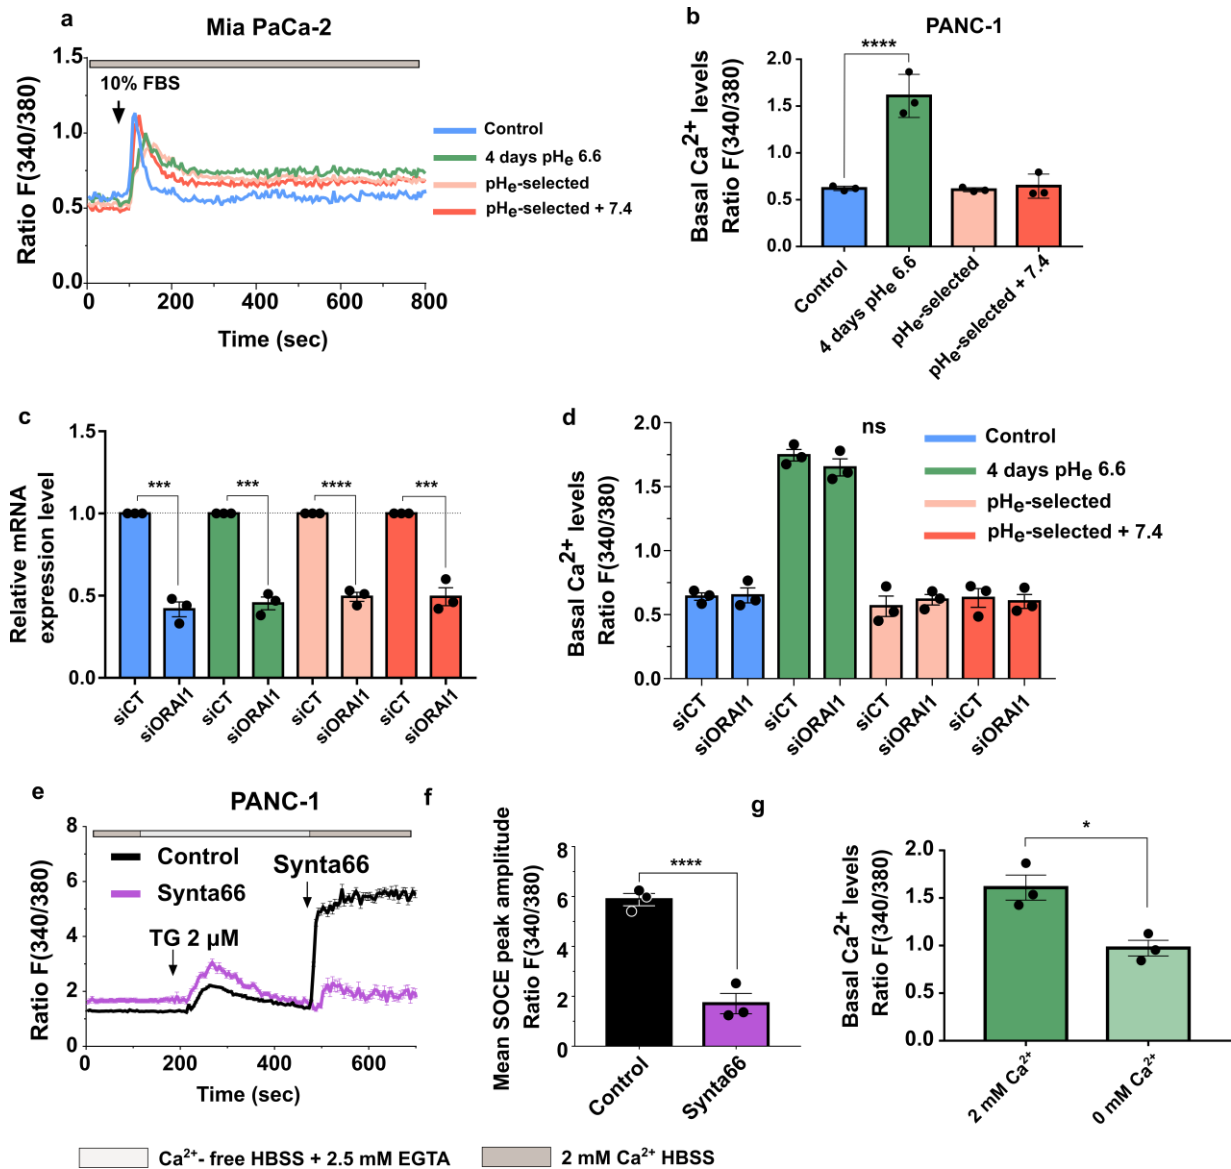 a
Mia PaCa-2
1.5
1.0
0.5
0.0
Ratio F(340/380)
10% FBS
0 200 400 600 800
Time (sec)
Control
4 days pHe 6.6
pHe-selected
pHe-selected + 7.4
b
PANC-1
****
Basal Ca2+ levels
Ratio F(340/380)
2.0
1.5
1.0
0.5
0.0
Control
4 days pHe 6.6
pHe-selected
pHe-selected + 7.4
c
Relative mRNA
expression level
1.5
1.0
0.5
0.0
*** *** **** ***
siCT
siORAI1
siCT
siORAI1
siCT
siORAI1
siCT
siORAI1
d
Basal Ca2+ levels
Ratio F(340/380)
2.0
1.5
1.0
0.5
0.0
ns
Control
4 days pHe 6.6
pHe-selected
pHe-selected + 7.4
siCT
siORAI1
siCT
siORAI1
siCT
siORAI1
siCT
siORAI1
e
PANC-1
Ratio F(340/380)
8
6
4
2
0
Control
Synta66
Synta66
TG 2 µM
0 200 400 600
Time (sec)
f
Mean SOCE peak amplitude
Ratio F(340/380)
8
6
4
2
0
****
Control
Synta66
g
Basal Ca2+ levels
Ratio F(340/380)
2.0
1.5
1.0
0.5
0.0
*
2 mM Ca²⁺
0 mM Ca²⁺
Ca²⁺- free HBSS + 2.5 mM EGTA
2 mM Ca²⁺ HBSS